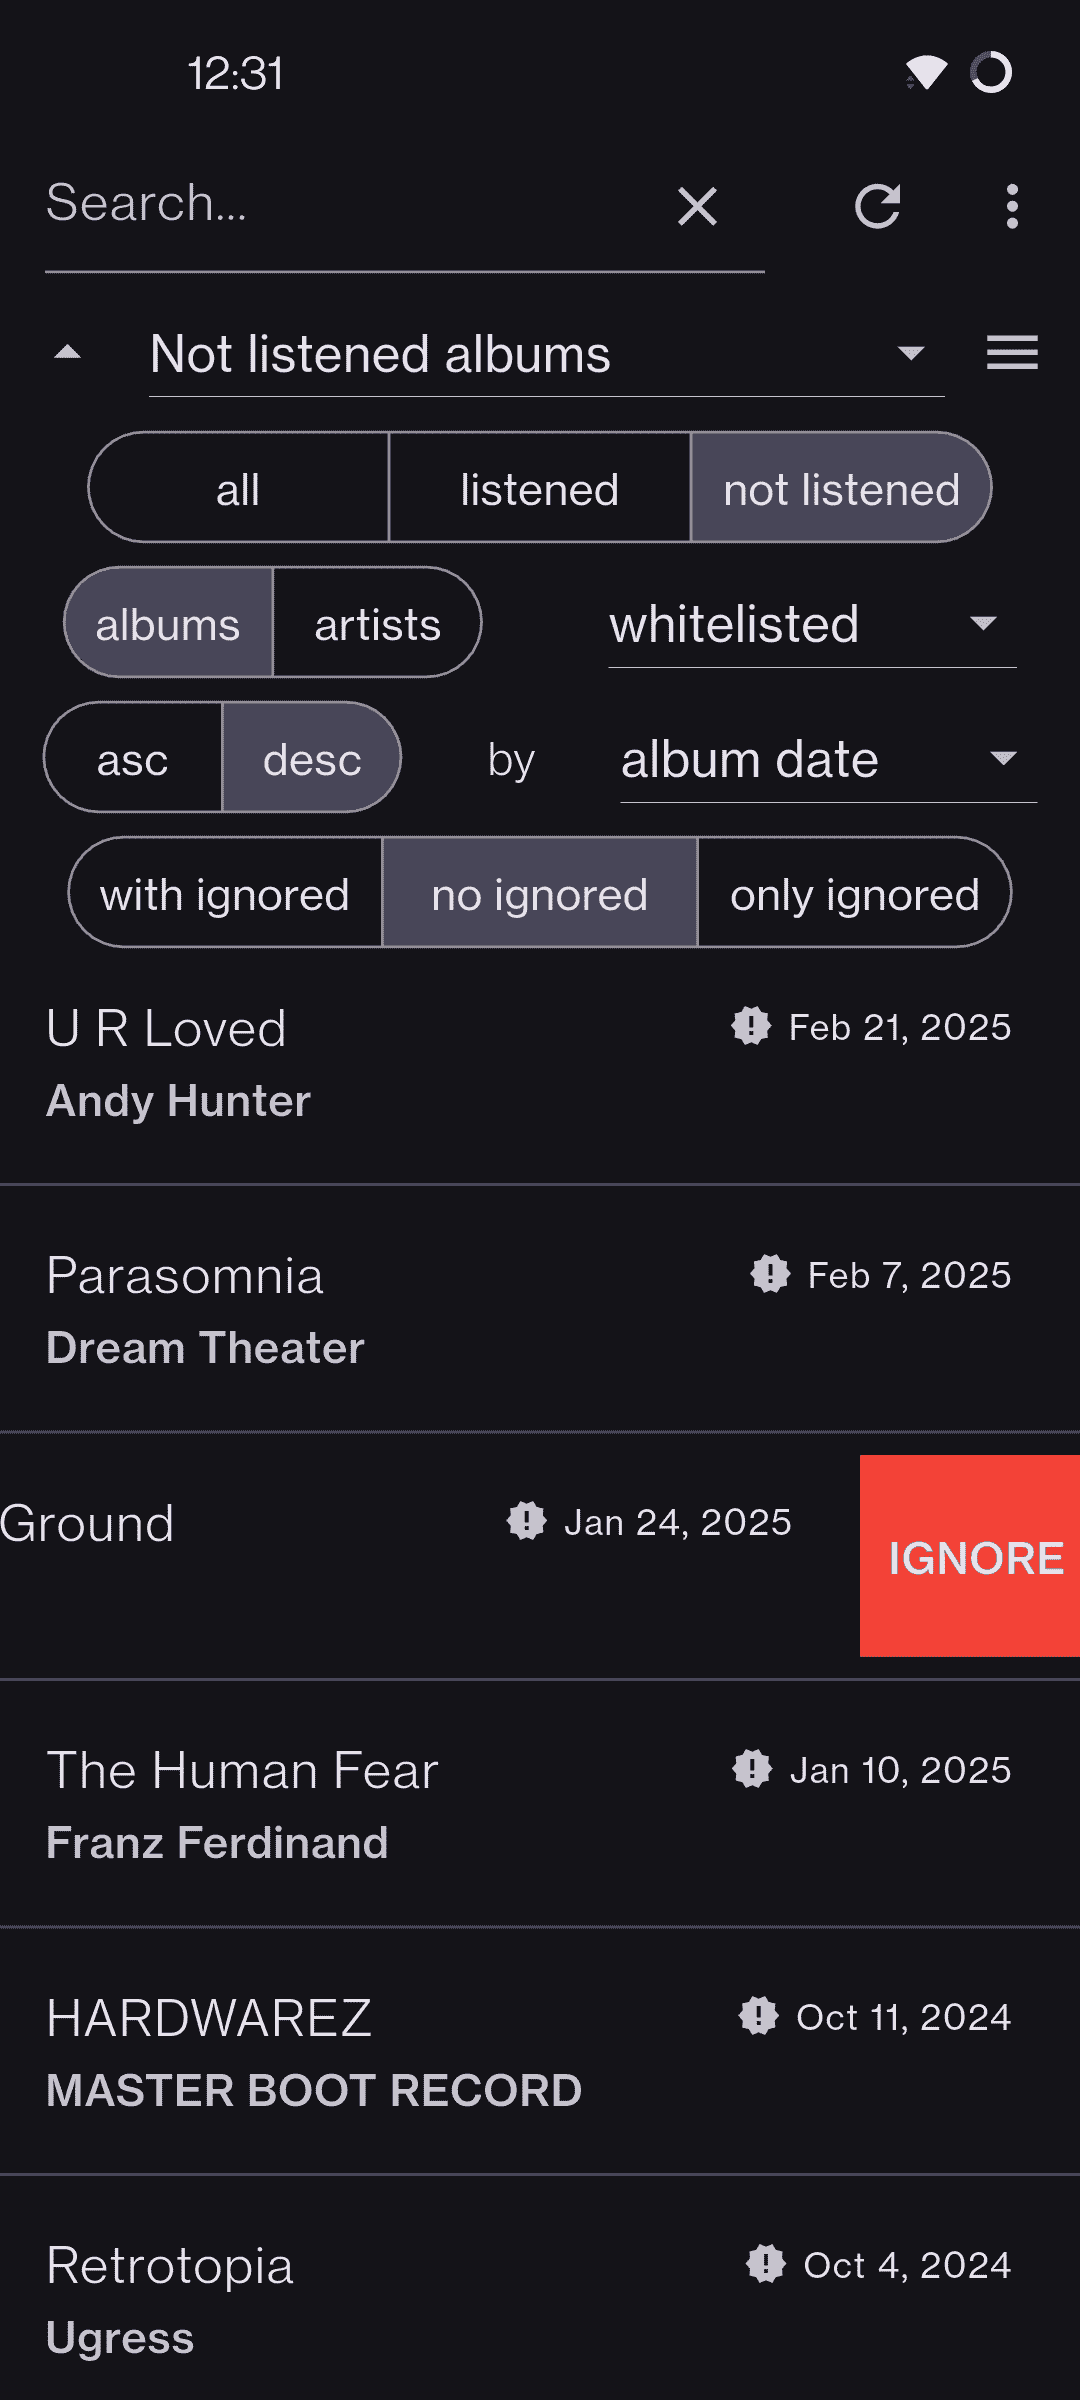 12:31
Search...
Not listened albums
all listened not listened
albums artists whitelisted
asc desc by album date
with ignored no ignored only ignored
U R Loved Feb 21, 2025
Andy Hunter
Parasomnia Feb 7, 2025
Dream Theater
Ground Jan 24, 2025
IGNORE
The Human Fear Jan 10, 2025
Franz Ferdinand
HARDWAREZ Oct 11, 2024
MASTER BOOT RECORD
Retrotopia Oct 4, 2024
Ugress